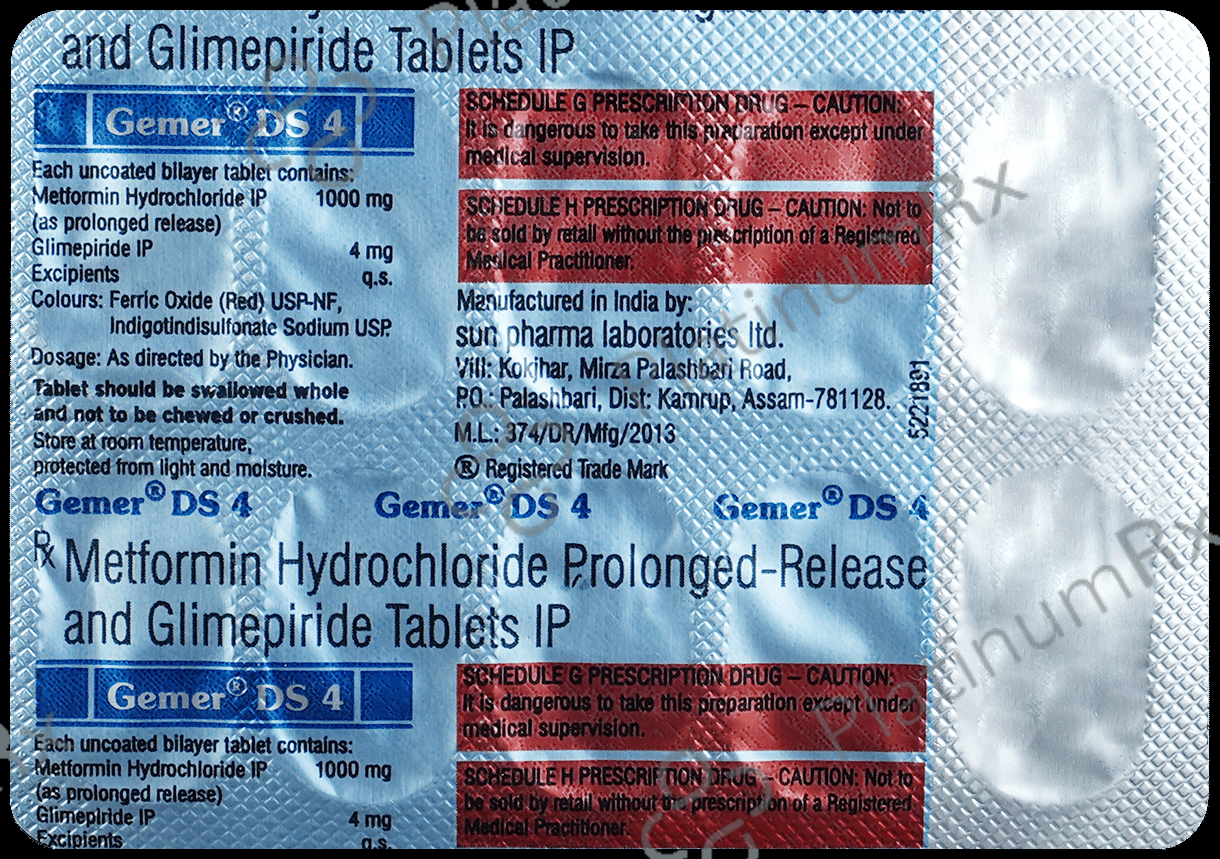 and Glimepiride Tablets IP
Gemer® DS 4
Each uncoated bilayer tablet contains:
Metformin Hydrochloride IP 1000 mg
(as prolonged release)
Glimepiride IP 4 mg
Excipients q.s.
Colours: Ferric Oxide (Red) USP-NF,
Indigotindisulfonate Sodium USP.
Dosage: As directed by the Physician.
Tablet should be swallowed whole
and not to be chewed or crushed.
Store at room temperature,
protected from light and moisture.
SCHEDULE G PRESCRIPTION DRUG – CAUTION:
It is dangerous to take this preparation except under
medical supervision.
SCHEDULE H PRESCRIPTION DRUG – CAUTION: Not to
be sold by retail without the prescription of a Registered
Medical Practitioner.
Manufactured in India by:
sun pharma laboratories ltd.
Vill: Kokjhar, Mirza Palashbari Road,
P.O.: Palashbari, Dist: Kamrup, Assam-781128.
M.L.: 374/DR/Mfg/2013
® Registered Trade Mark
5221891
Gemer® DS 4 Gemer® DS 4 Gemer® DS 4
Rx Metformin Hydrochloride Prolonged-Release
and Glimepiride Tablets IP
Gemer® DS 4
Each uncoated bilayer tablet contains:
Metformin Hydrochloride IP 1000 mg
(as prolonged release)
Glimepiride IP 4 mg
Excipients q.s.
SCHEDULE G PRESCRIPTION DRUG – CAUTION:
It is dangerous to take this preparation except under
medical supervision.
SCHEDULE H PRESCRIPTION DRUG – CAUTION: Not to
be sold by retail without the prescription of a Registered
Medical Practitioner.
PlatinumRx
PlatinumRx